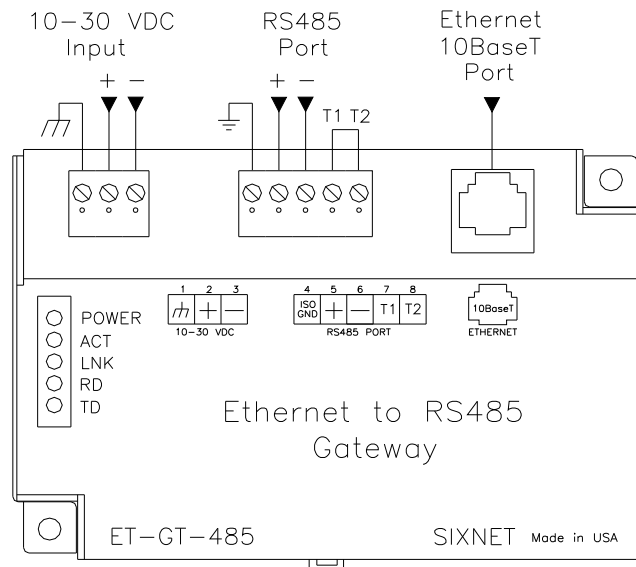 10-30 VDC
Input
RS485
Port
Ethernet
10BaseT
Port
+ −
+ −
T1 T2
1 2 3
+ −
10-30 VDC
4 5 6 7 8
ISO GND + − T1 T2
RS485 PORT
10BaseT
ETHERNET
POWER
ACT
LNK
RD
TD
Ethernet to RS485
Gateway
ET-GT-485
SIXNET Made in USA